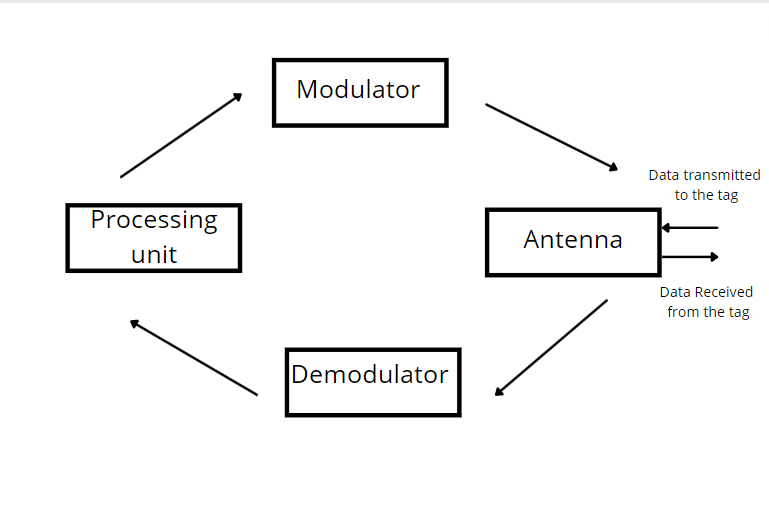 Modulator
Data transmitted
to the tag
Processing
unit
Antenna
Data Received
from the tag
Demodulator